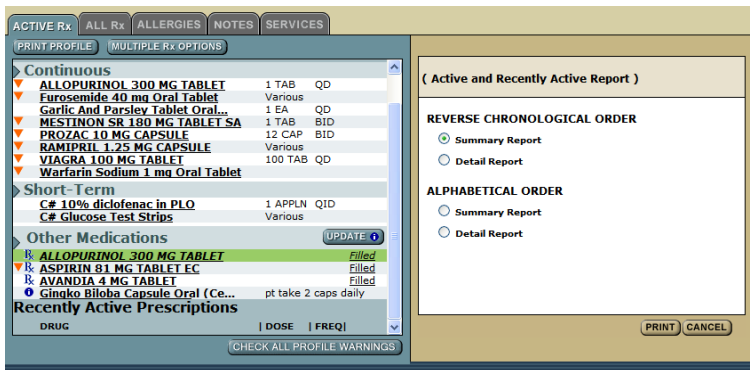 ACTIVE Rx ALL Rx ALLERGIES NOTES SERVICES
PRINT PROFILE MULTIPLE Rx OPTIONS
Continuous
ALLOPURINOL 300 MG TABLET 1 TAB QD
Furosemide 40 mg Oral Tablet Various
Garlic And Parsley Tablet Oral... 1 EA QD
MESTINON SR 180 MG TABLET SA 1 TAB BID
PROZAC 10 MG CAPSULE 12 CAP BID
RAMIPRIL 1.25 MG CAPSULE Various
VIAGRA 100 MG TABLET 100 TAB QD
Warfarin Sodium 1 mg Oral Tablet
Short-Term
C# 10% diclofenac in PLO 1 APPLN QID
C# Glucose Test Strips Various
Other Medications UPDATE i
Rx ALLOPURINOL 300 MG TABLET Filled
Rx ASPIRIN 81 MG TABLET EC Filled
Rx AVANDIA 4 MG TABLET Filled
i Gingko Biloba Capsule Oral (Ce... pt take 2 caps daily
Recently Active Prescriptions
DRUG | DOSE | FREQ|
CHECK ALL PROFILE WARNINGS
( Active and Recently Active Report )
REVERSE CHRONOLOGICAL ORDER
Summary Report
Detail Report
ALPHABETICAL ORDER
Summary Report
Detail Report
PRINT CANCEL